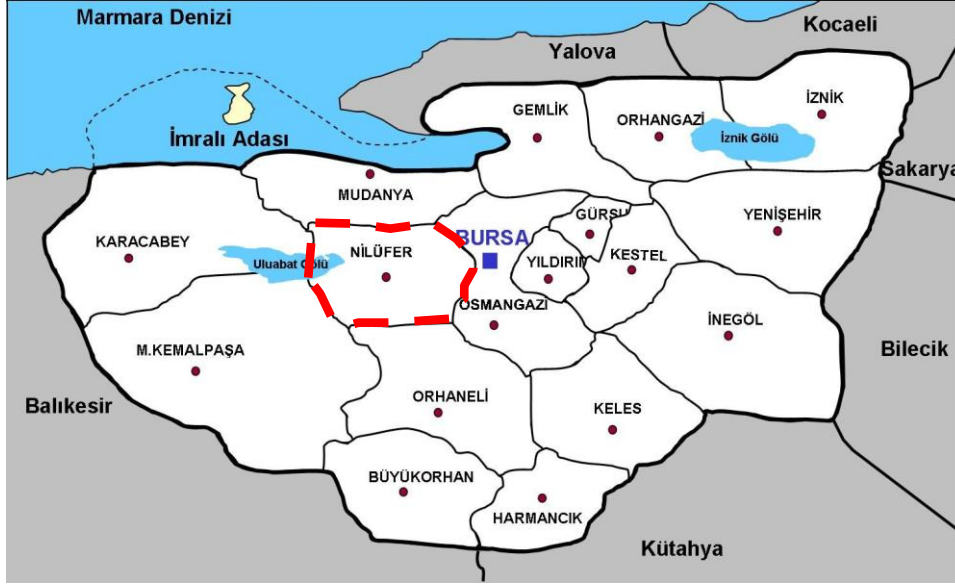 Marmara Denizi
Kocaeli
Yalova
İZNİK
GEMLİK
ORHANGAZİ
İmralı Adası
İznik Gölü
Sakarya
MUDANYA
GÜRSU
YENİŞEHİR
KARACABEY
BURSA
NİLÜFER
KESTEL
Uluabat Gölü
YILDIRIM
OSMANGAZİ
İNEGÖL
M.KEMALPAŞA
Bilecik
ORHANELİ
Balıkesir
KELES
BÜYÜKORHAN
HARMANCIK
Kütahya